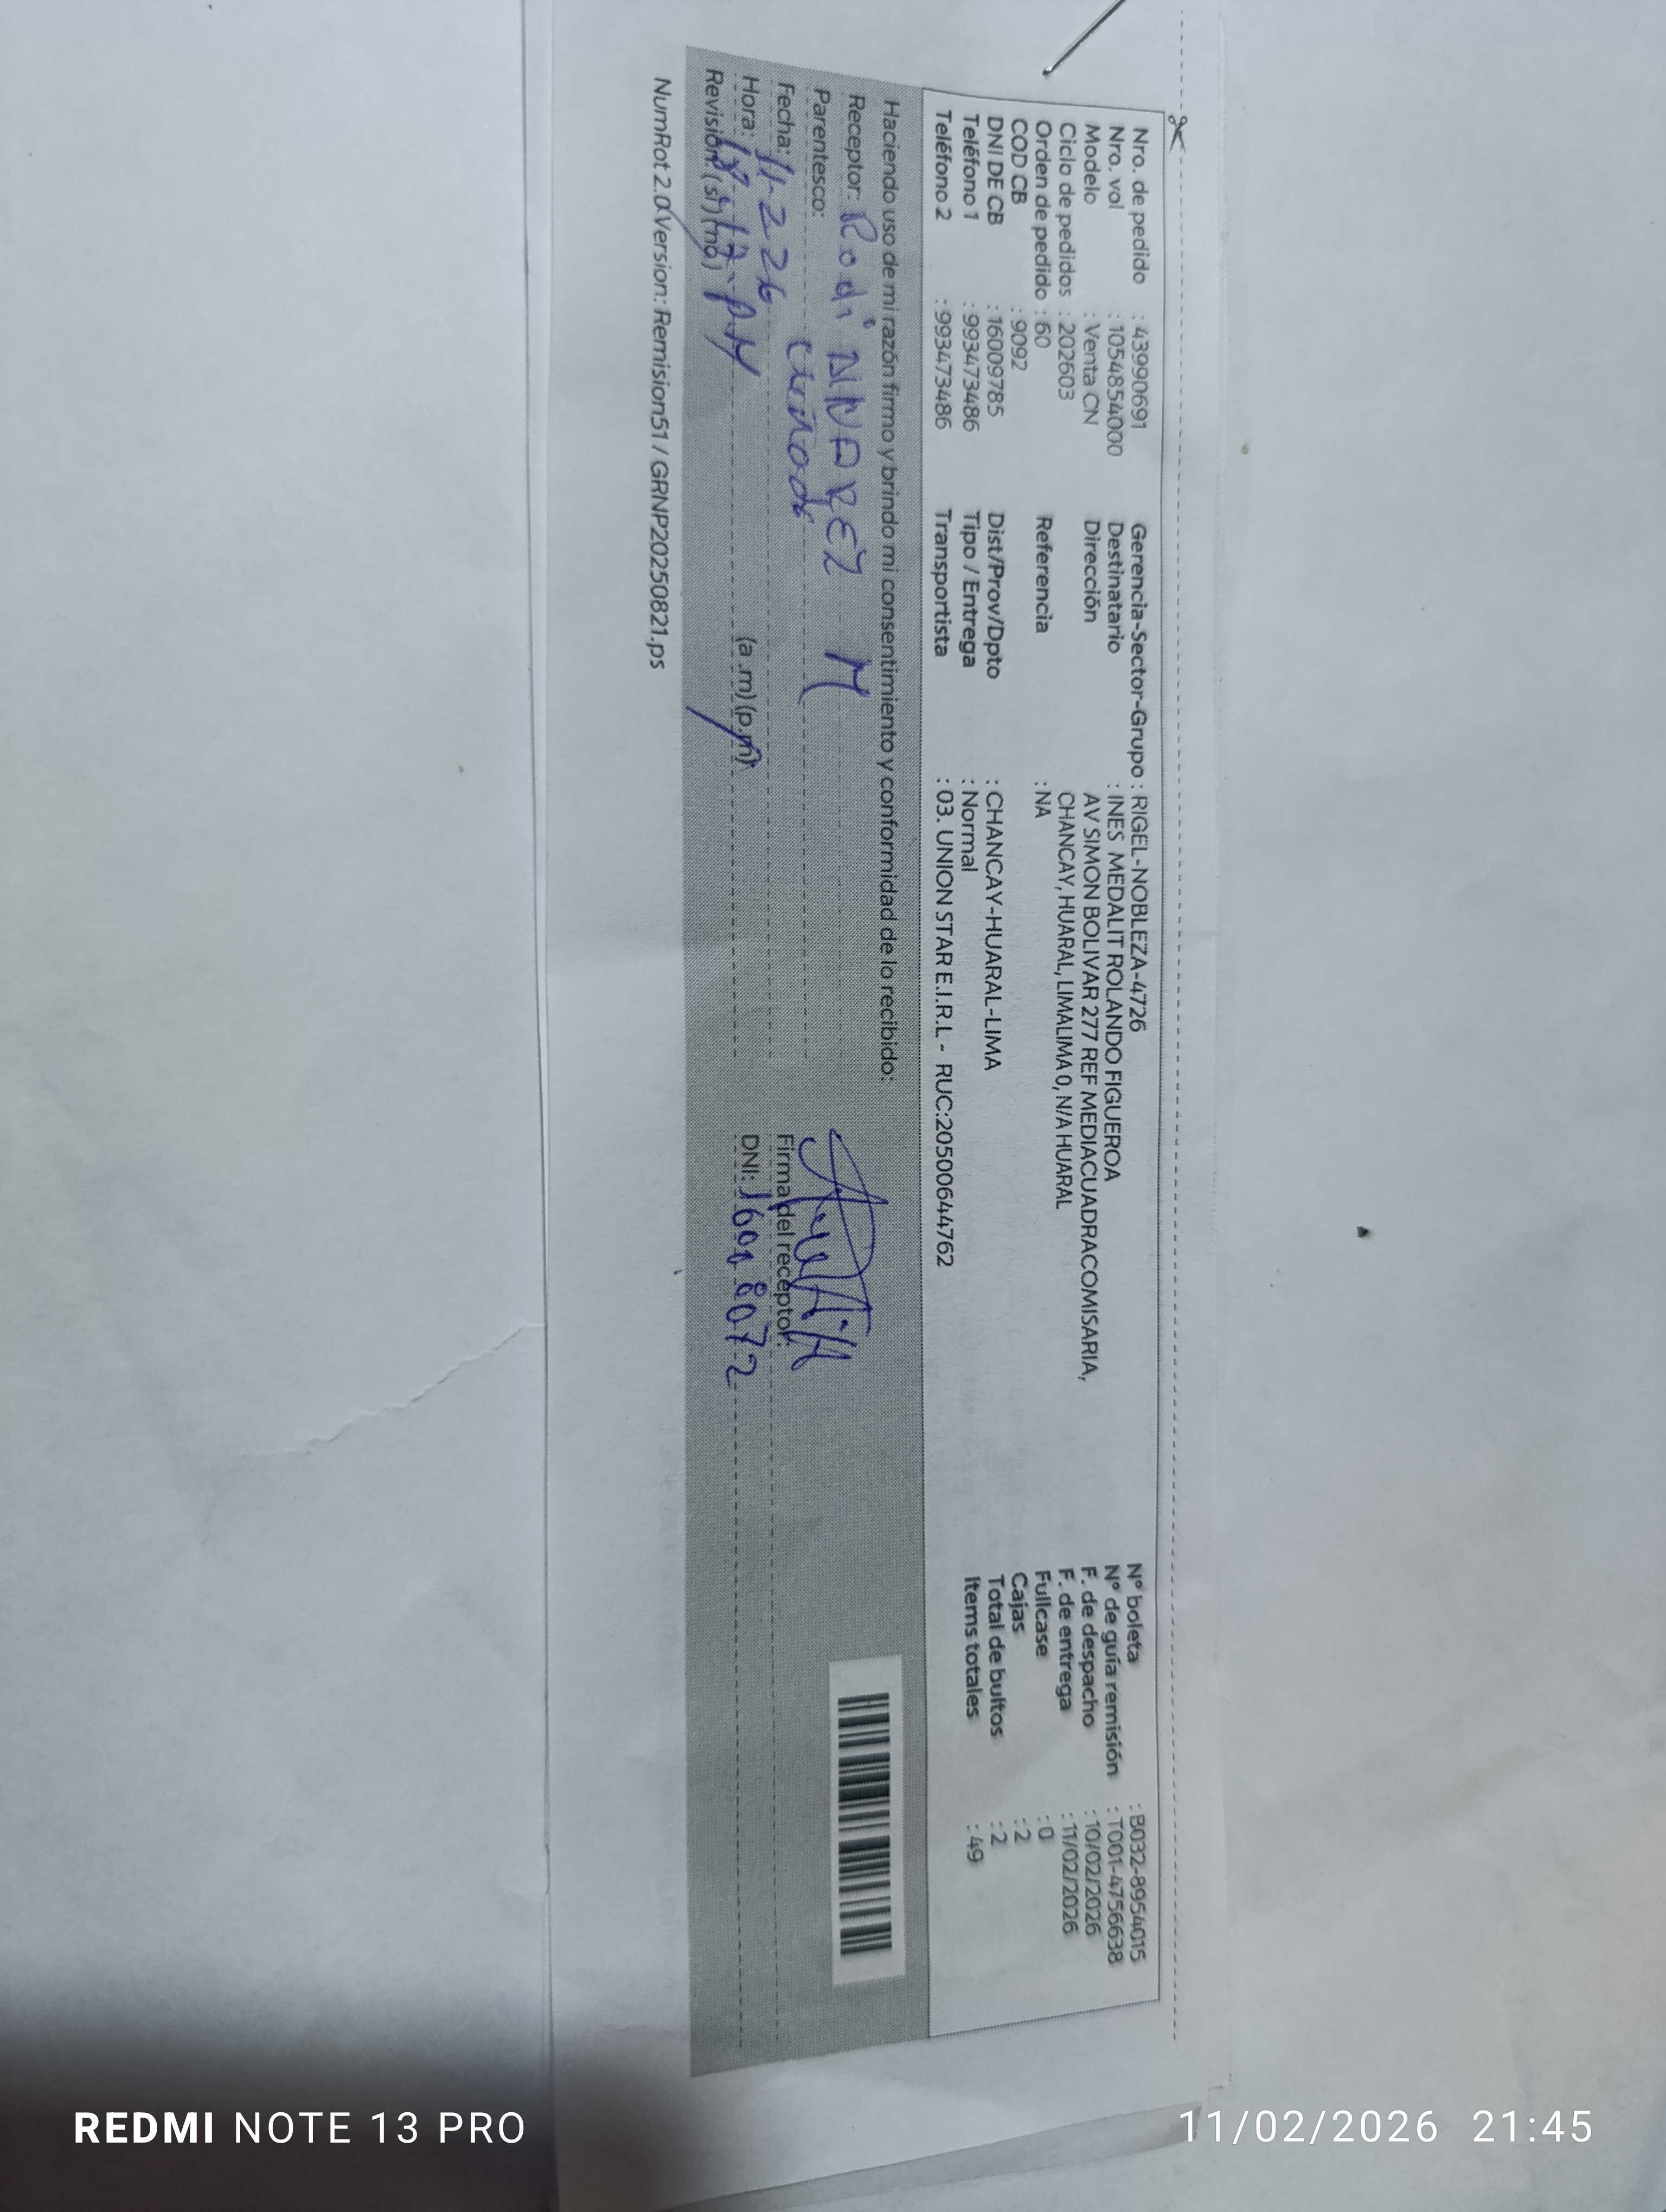 Nro. de pedido : 43990691
Nro. vol : 1054854000
Modelo : Venta CN
Ciclo de pedidos : 202603
Orden de pedido : 60
COD CB : 9092
DNI DE CB : 16009785
Teléfono 1 : 993473486
Teléfono 2 : 993473486
Gerencia-Sector-Grupo : RIGEL-NOBLEZA-4726
Destinatario : INES MEDALIT ROLANDO FIGUEROA
Dirección AV SIMON BOLIVAR 277 REF MEDIACUADRACOMISARIA,
CHANCAY, HUARAL, LIMALIMA 0, N/A HUARAL
Referencia : NA
Dist/Prov/Dpto : CHANCAY-HUARAL-LIMA
Tipo / Entrega : Normal
Transportista : 03. UNION STAR E.I.R.L - RUC:20500644762
N° boleta : B032-8954015
N° de guía remisión : T001-4756638
F. de despacho : 10/02/2026
F. de entrega : 11/02/2026
Fullcase : 0
Cajas : 2
Total de bultos : 2
Items totales : 49
Haciendo uso de mi razón firmo y brindo mi consentimiento y conformidad de lo recibido:
Receptor: M
Parentesco:
Fecha: 11-2-26
Hora: (a .m) (p.m)
Revisión (si) (no)
Firma del receptor:
DNI:
NumRot 2.0 Version: Remision51 / GRNP20250821.ps
REDMI NOTE 13 PRO
11/02/2026 21:45